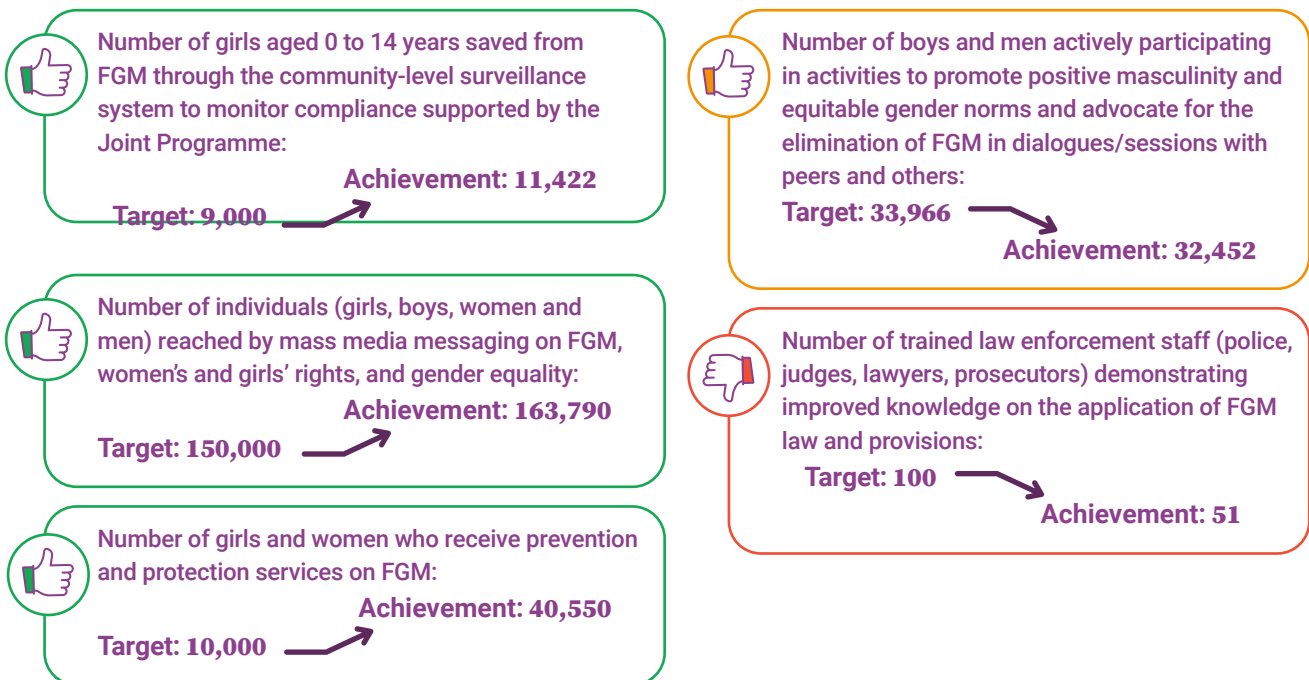 Number of girls aged 0 to 14 years saved from
FGM through the community-level surveillance
system to monitor compliance supported by the
Joint Programme:
Achievement: 11,422
Target: 9,000
Number of individuals (girls, boys, women and
men) reached by mass media messaging on FGM,
women's and girls' rights, and gender equality:
Achievement: 163,790
Target: 150,000
Number of girls and women who receive prevention
and protection services on FGM:
Achievement: 40,550
Target: 10,000
Number of boys and men actively participating
in activities to promote positive masculinity and
equitable gender norms and advocate for the
elimination of FGM in dialogues/sessions with
peers and others:
Target: 33,966
Achievement: 32,452
Number of trained law enforcement staff (police,
judges, lawyers, prosecutors) demonstrating
improved knowledge on the application of FGM
law and provisions:
Target: 100
Achievement: 51